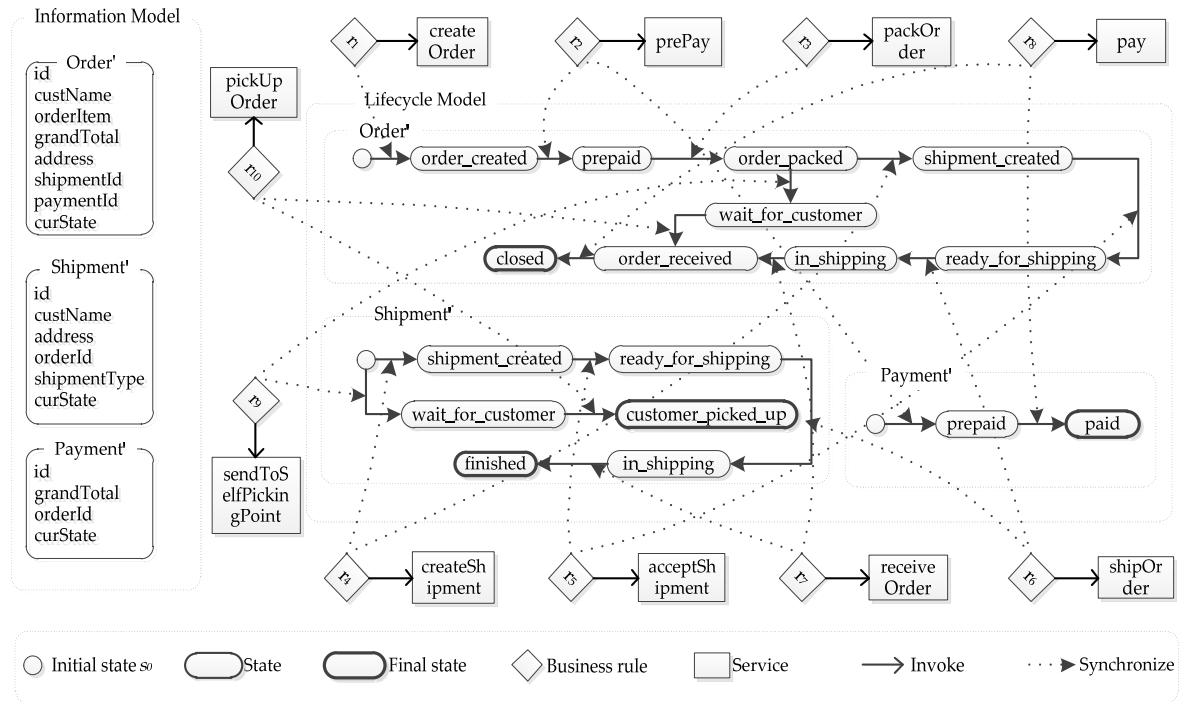 Information Model
Order'
id
custName
orderItem
grandTotal
address
shipmentId
paymentId
curState
Shipment'
id
custName
address
orderId
shipmentType
curState
Payment'
id
grandTotal
orderId
curState
r1
create
Order
r2
prePay
r3
packOr
der
r8
pay
pickUp
Order
r10
Lifecycle Model
Order'
order_created
prepaid
order_packed
shipment_created
wait_for_customer
closed
order_received
in_shipping
ready_for_shipping
Shipment'
shipment_created
ready_for_shipping
wait_for_customer
customer_picked_up
finished
in_shipping
Payment'
prepaid
paid
r9
sendToS
elfPickin
gPoint
r4
createSh
ipment
r5
acceptSh
ipment
r7
receive
Order
r6
shipOr
der
Initial state s0
State
Final state
Business rule
Service
Invoke
Synchronize